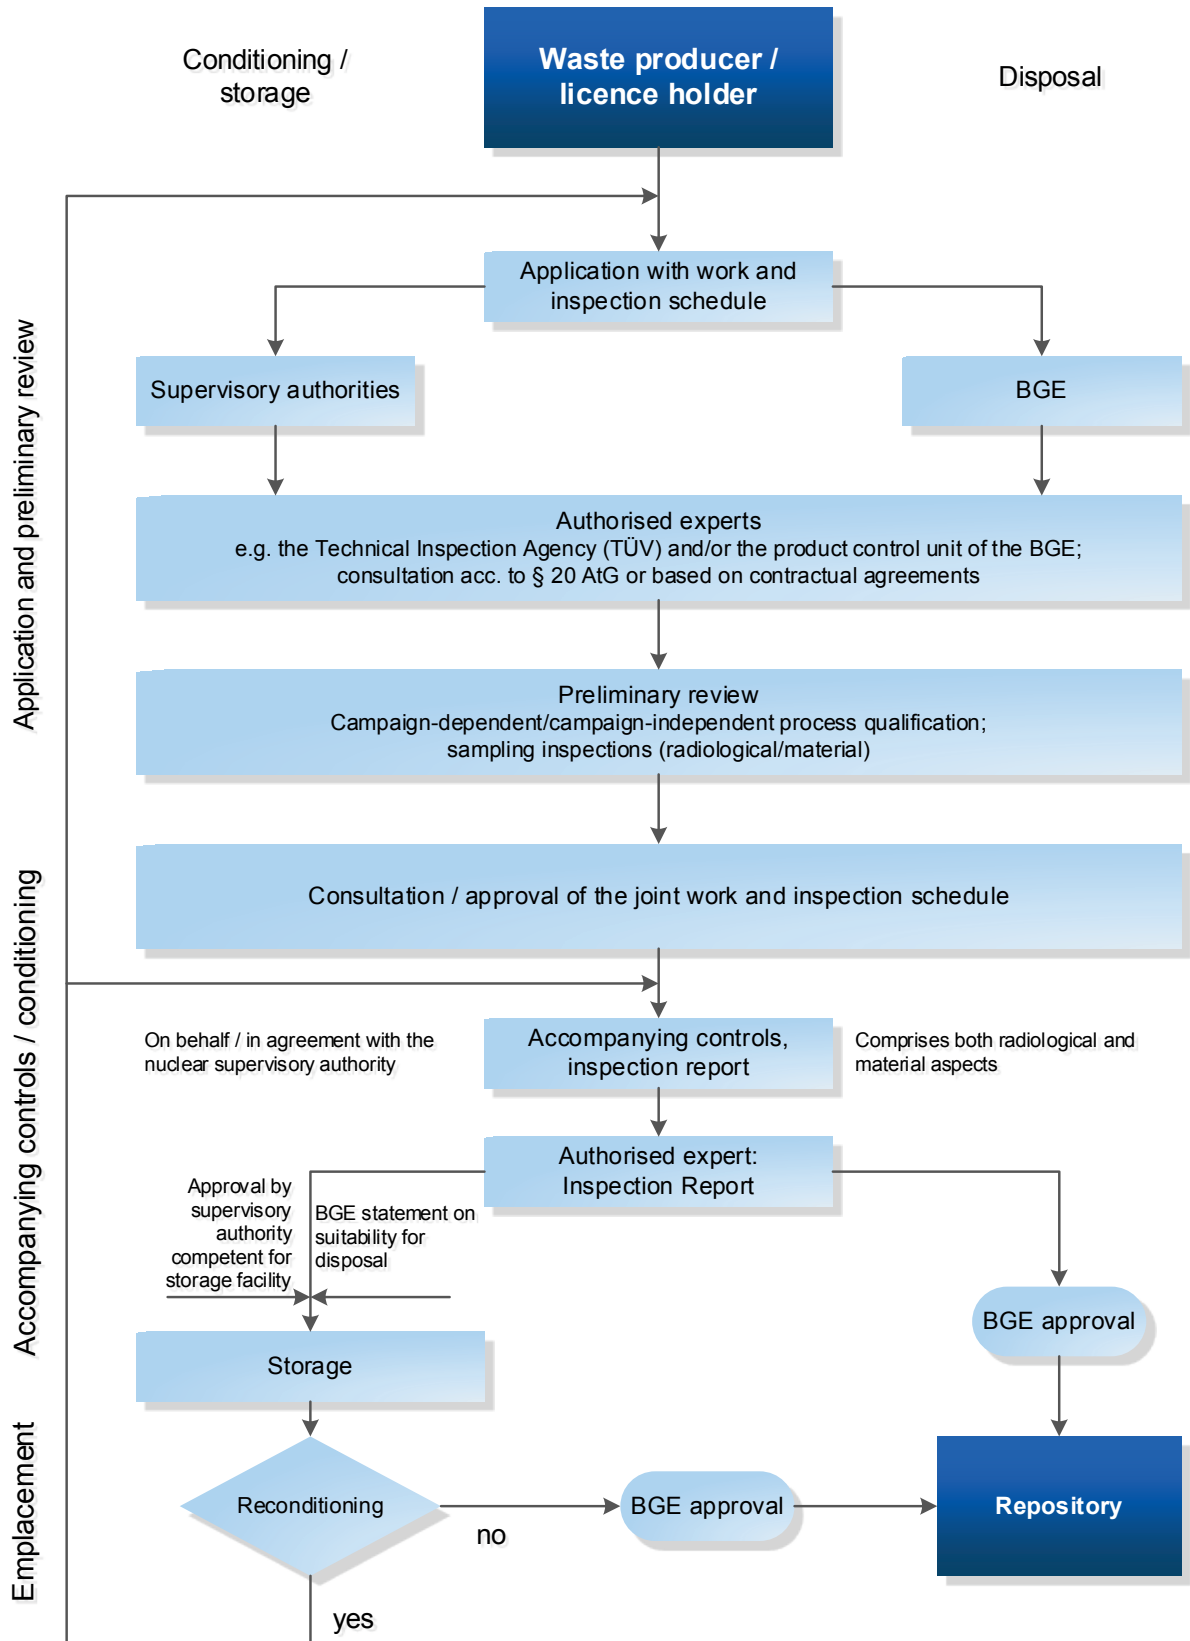 Conditioning /
storage
Waste producer /
licence holder
Disposal
Application with work and
inspection schedule
Supervisory authorities
BGE
Application and preliminary review
Authorised experts
e.g. the Technical Inspection Agency (TÜV) and/or the product control unit of the BGE;
consultation acc. to § 20 AtG or based on contractual agreements
Preliminary review
Campaign-dependent/campaign-independent process qualification;
sampling inspections (radiological/material)
Consultation / approval of the joint work and inspection schedule
Accompanying controls / conditioning
On behalf / in agreement with the
nuclear supervisory authority
Accompanying controls,
inspection report
Comprises both radiological and
material aspects
Authorised expert:
Inspection Report
Approval by
supervisory
authority
competent for
storage facility
BGE statement on
suitability for
disposal
BGE approval
Storage
Emplacement
Reconditioning
no
BGE approval
Repository
yes